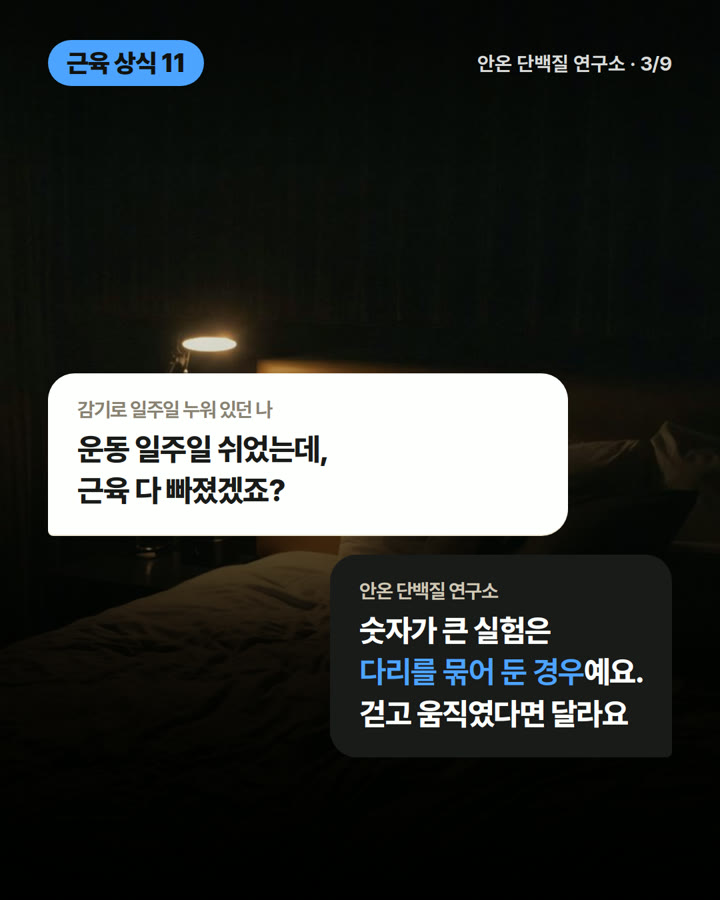 근육 상식 11
안온 단백질 연구소 · 3/9
감기로 일주일 누워 있던 나
운동 일주일 쉬었는데,
근육 다 빠졌겠죠?
안온 단백질 연구소
숫자가 큰 실험은
다리를 묶어 둔 경우예요.
걷고 움직였다면 달라요